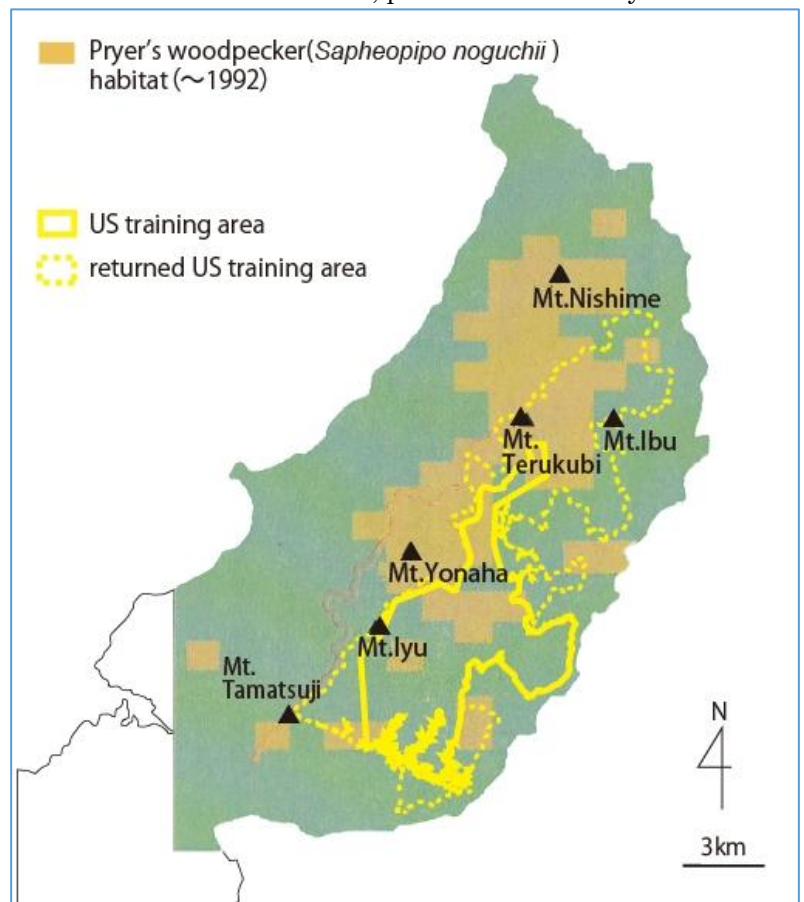 Pryer's woodpecker(Sapheopipo noguchii )
habitat (～1992)
US training area
returned US training area
Mt.Nishime
Mt.
Terukubi
Mt.Ibu
Mt.Yonaha
Mt.Iyu
Mt.
Tamatsuji
N
3km